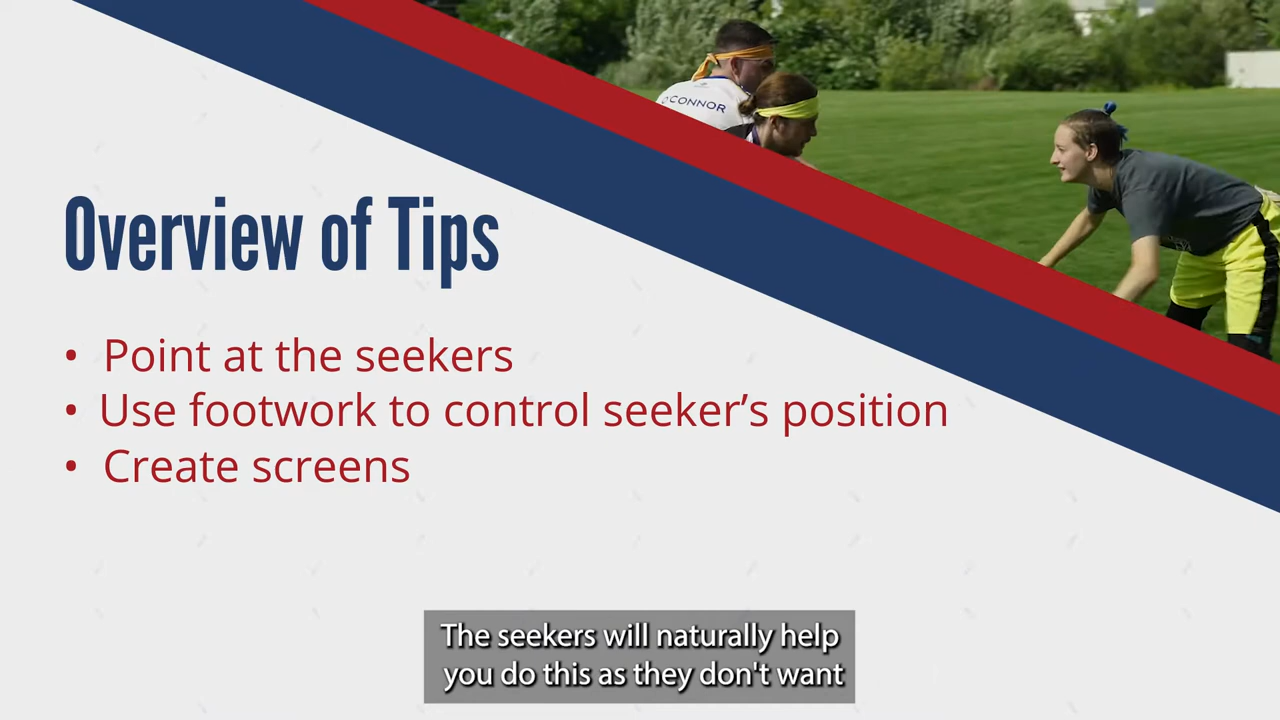 O'CONNOR
Overview of Tips
• Point at the seekers
• Use footwork to control seeker’s position
• Create screens
The seekers will naturally help
you do this as they don't want